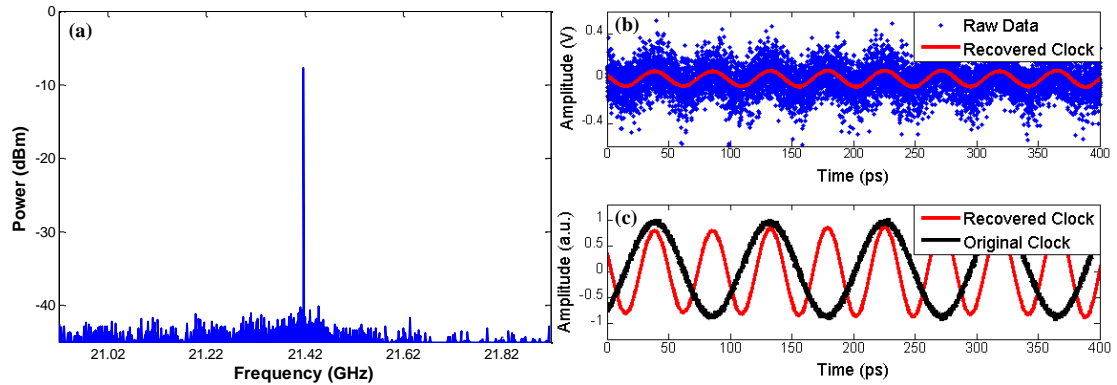 (a)
Power (dBm)
0
-10
-20
-30
-40
21.02 21.22 21.42 21.62 21.82
Frequency (GHz)
(b)
Raw Data
Recovered Clock
Amplitude (V)
0.4
0
-0.4
0 50 100 150 200 250 300 350 400
Time (ps)
(c)
Recovered Clock
Original Clock
Amplitude (a.u.)
1
0.5
0
-0.5
-1
0 50 100 150 200 250 300 350 400
Time (ps)